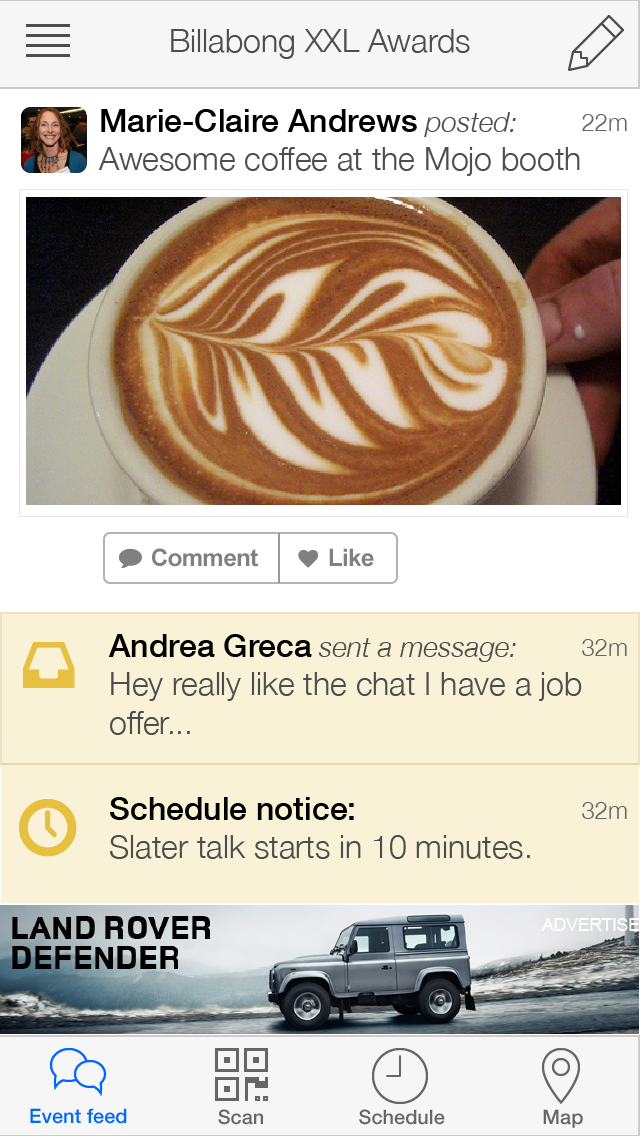 Billabong XXL Awards
Marie-Claire Andrews posted: 22m
Awesome coffee at the Mojo booth
Comment Like
Andrea Greca sent a message: 32m
Hey really like the chat I have a job
offer...
Schedule notice: 32m
Slater talk starts in 10 minutes.
LAND ROVER ADVERTISE
DEFENDER
Event feed Scan Schedule Map